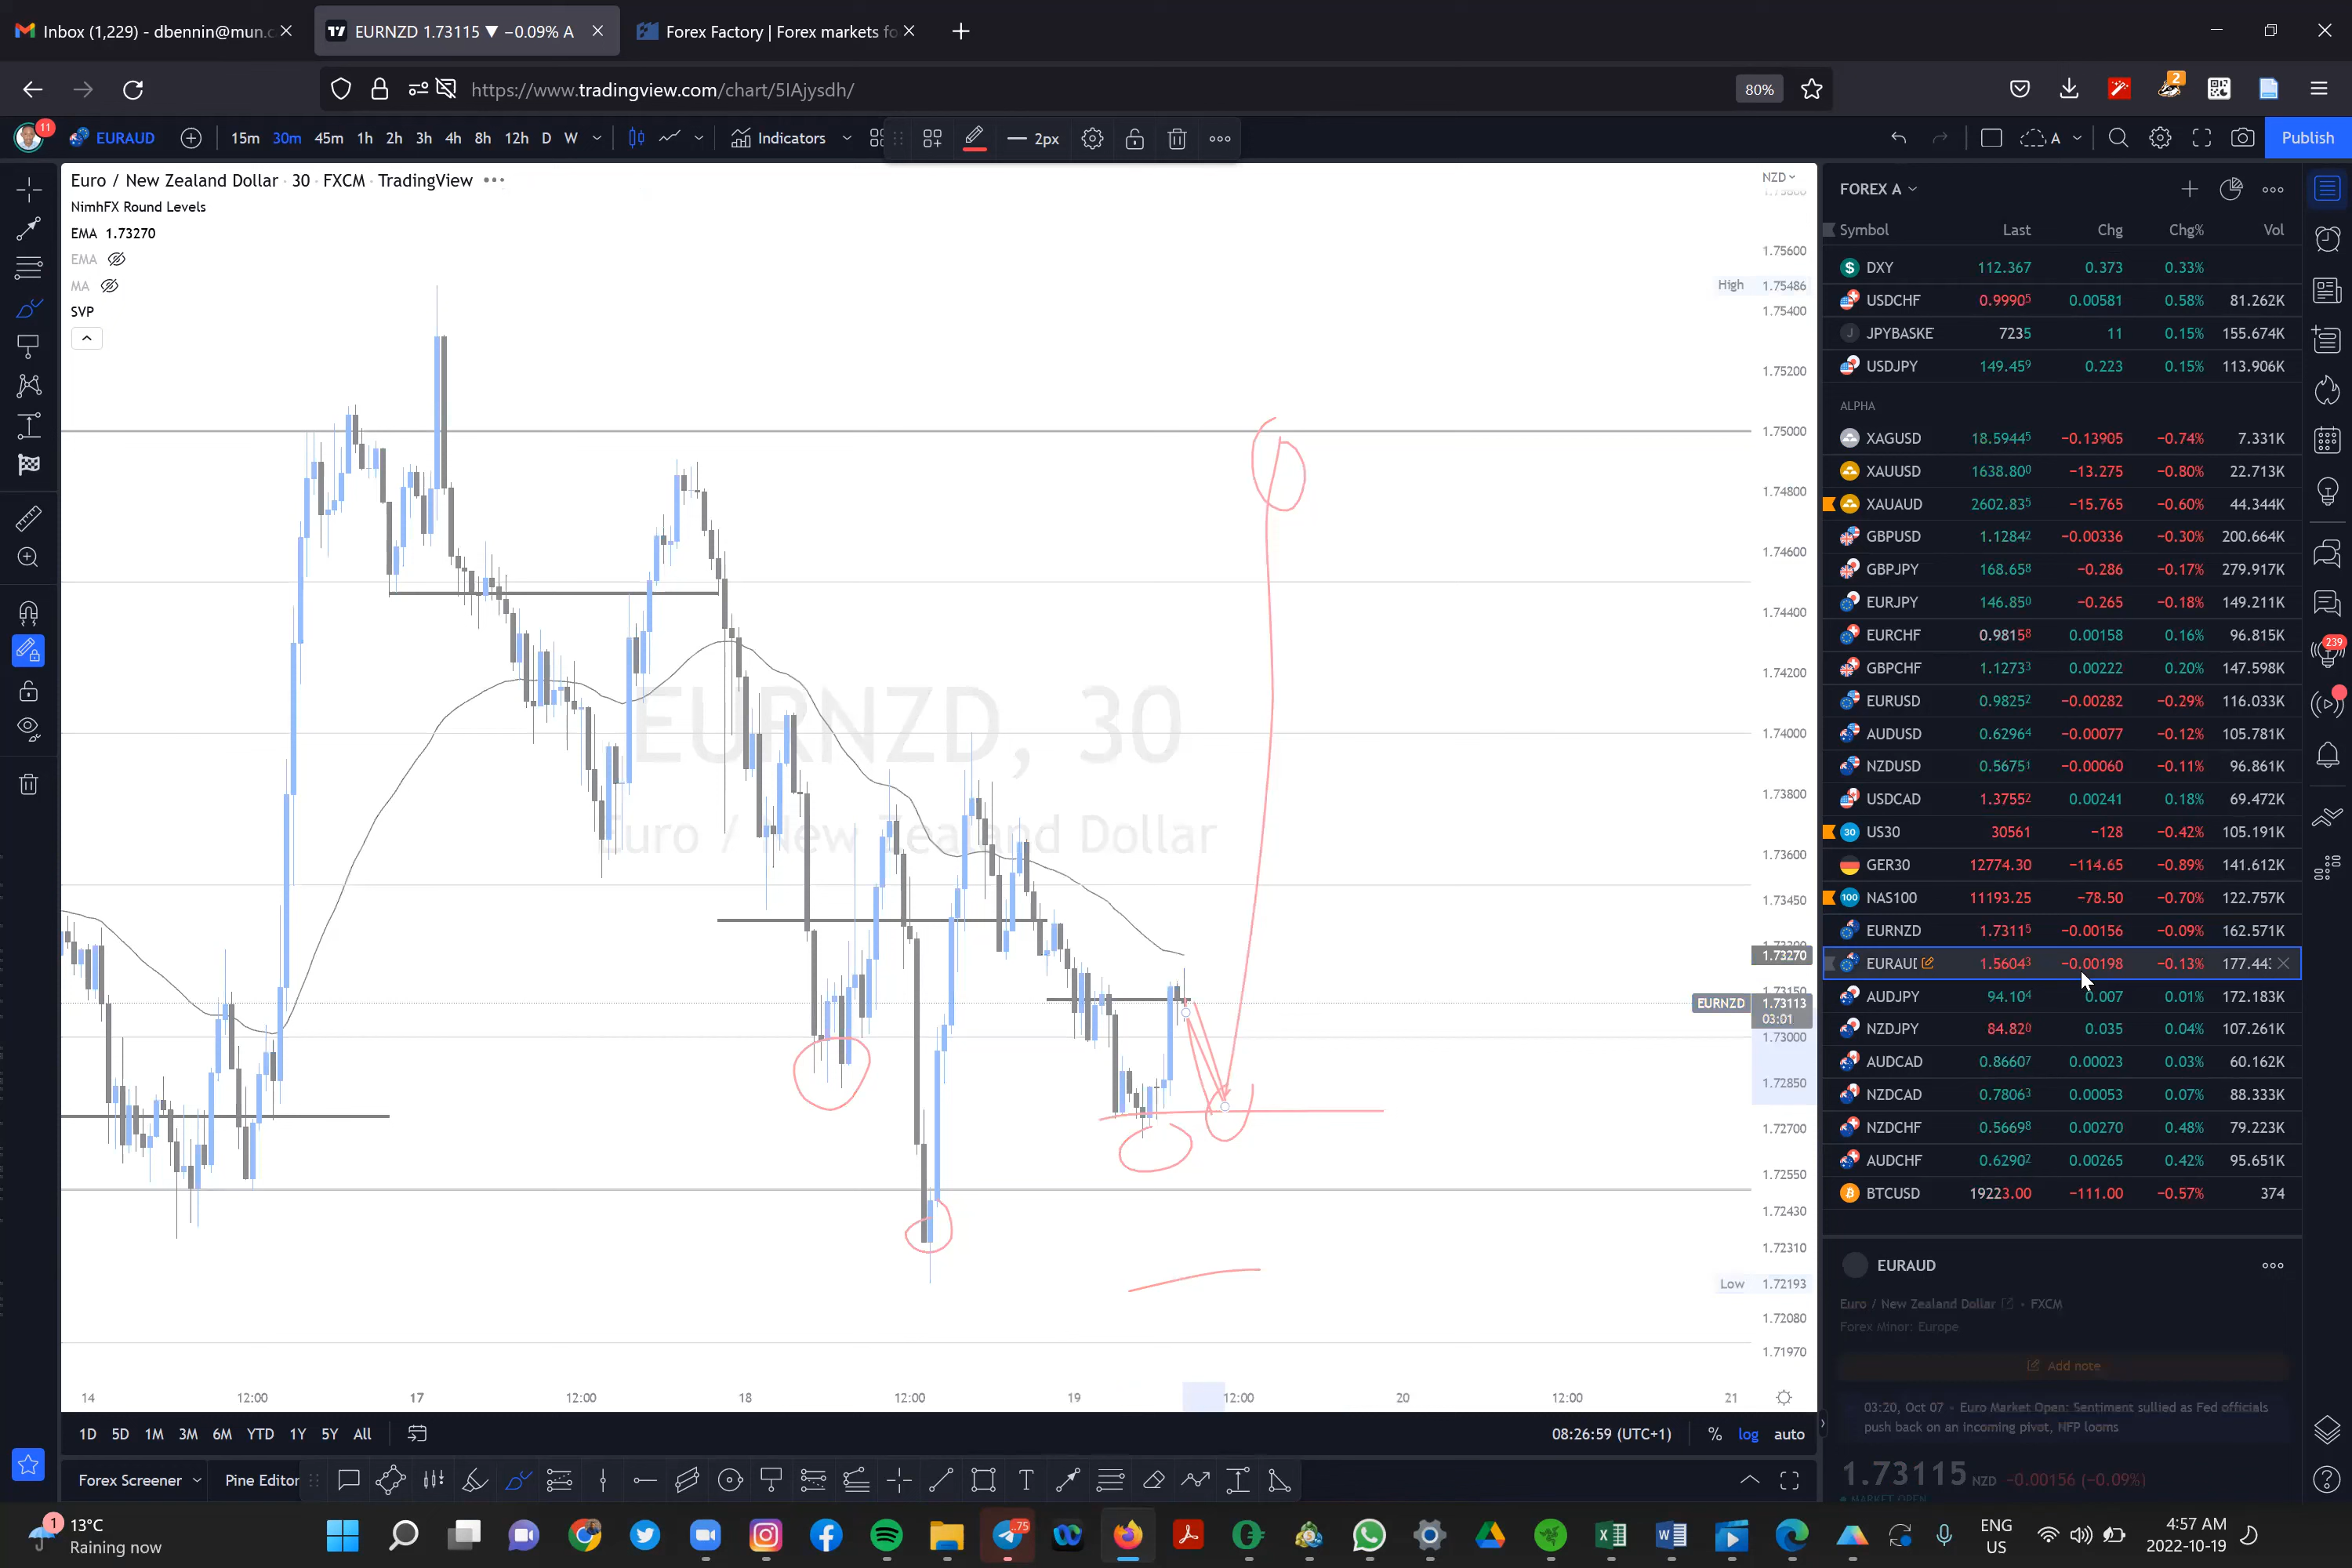 Inbox (1,229) - dbennin@mun.c
EURNZD 1.73115 ▼ −0.09% A
Forex Factory | Forex markets fo
https://www.tradingview.com/chart/5IAjysdh/
80%
2
11
EURAUD
15m 30m 45m 1h 2h 3h 4h 8h 12h D W
Indicators
2px
A
Publish
Euro / New Zealand Dollar · 30 · FXCM · TradingView
NimhFX Round Levels
EMA 1.73270
EMA
MA
SVP
EURNZD, 30
Euro / New Zealand Dollar
NZD
1.75600
High 1.75486
1.75400
1.75200
1.75000
1.74800
1.74600
1.74400
1.74200
1.74000
1.73800
1.73600
1.73450
1.73300
1.73270
1.73150
EURNZD 1.73113
03:01
1.73000
1.72850
1.72700
1.72550
1.72430
1.72310
Low 1.72193
1.72080
1.71970
14 12:00 17 12:00 18 12:00 19 12:00 20 12:00 21
1D 5D 1M 3M 6M YTD 1Y 5Y All
08:26:59 (UTC+1) % log auto
Forex Screener Pine Editor
FOREX A
Symbol Last Chg Chg% Vol
DXY 112.367 0.373 0.33%
USDCHF 0.99905 0.00581 0.58% 81.262K
JPYBASKE 7235 11 0.15% 155.674K
USDJPY 149.459 0.223 0.15% 113.906K
ALPHA
XAGUSD 18.59445 −0.13905 −0.74% 7.331K
XAUUSD 1638.800 −13.275 −0.80% 22.713K
XAUAUD 2602.835 −15.765 −0.60% 44.344K
GBPUSD 1.12842 −0.00336 −0.30% 200.664K
GBPJPY 168.658 −0.286 −0.17% 279.917K
EURJPY 146.850 −0.265 −0.18% 149.211K
EURCHF 0.98158 0.00158 0.16% 96.815K
GBPCHF 1.12733 0.00222 0.20% 147.598K
EURUSD 0.98252 −0.00282 −0.29% 116.033K
AUDUSD 0.62964 −0.00077 −0.12% 105.781K
NZDUSD 0.56751 −0.00060 −0.11% 96.861K
USDCAD 1.37552 0.00241 0.18% 69.472K
30 US30 30561 −128 −0.42% 105.191K
GER30 12774.30 −114.65 −0.89% 141.612K
100 NAS100 11193.25 −78.50 −0.70% 122.757K
EURNZD 1.73115 −0.00156 −0.09% 162.571K
EURAUD 1.56043 −0.00198 −0.13% 177.44
AUDJPY 94.104 0.007 0.01% 172.183K
NZDJPY 84.820 0.035 0.04% 107.261K
AUDCAD 0.86607 0.00023 0.03% 60.162K
NZDCAD 0.78063 0.00053 0.07% 88.333K
NZDCHF 0.56698 0.00270 0.48% 79.223K
AUDCHF 0.62902 0.00265 0.42% 95.651K
BTCUSD 19223.00 −111.00 −0.57% 374
EURAUD
Euro / New Zealand Dollar · FXCM
Forex Minor: Europe
Add note
03:20, Oct 07 · Euro Market Open: Sentiment sullied as Fed officials
push back on an incoming pivot, NFP looms
1.73115 NZD −0.00156 (−0.09%)
MARKET OPEN
239
1
13°C
Raining now
75
ENG
US
4:57 AM
2022-10-19